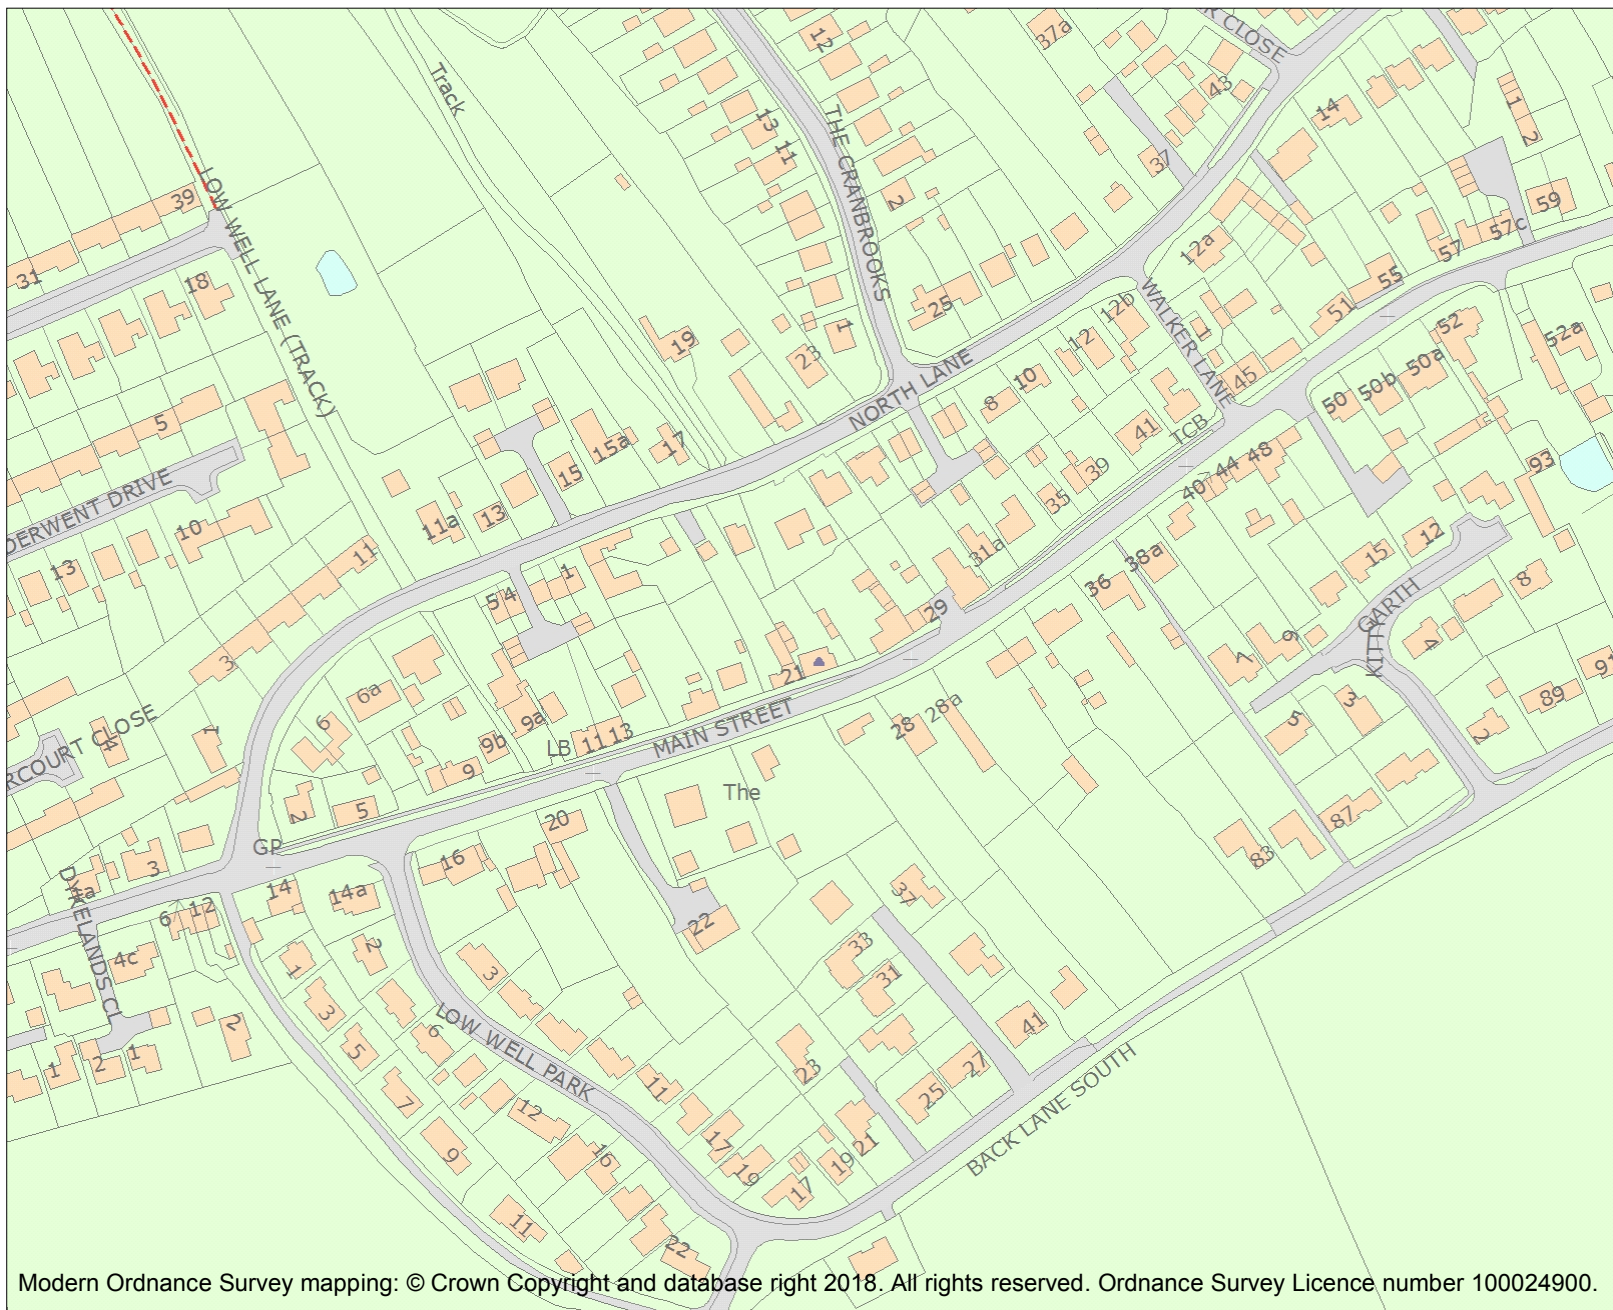 R CLOSE
12
37a
Track
43
14
1
2
13
11
THE CRANBROOKS
37
39
LOW WELL LANE (TRACK)
2
59
57c
57
12a
31
18
55
25
12b
51
WALKER LANE
1
1
52
52a
19
23
12
NORTH LANE
50a
50b
50
45
10
8
5
41
TCB
17
15a
15
48
44
40
93
39
35
DERWENT DRIVE
10
11a
13
12
15
31a
38a
36
11
13
1
5 4
29
8
GARTH
KITTY
4
9
7
3
21
91
89
6a
6
9a
28a
28
3
5
2
MAIN STREET
11
13
LB
9b
9
1
14
RCOURT CLOSE
The
2
5
20
87
GP
83
16
3
4a
DYKELANDS CL
14
14a
37
12
6
22
33
2
4c
1
3
31
3
LOW WELL PARK
6
41
2
5
1
2
1
23
27
7
11
25
BACK LANE SOUTH
12
17
9
16
19
21
19
17
11
22
Modern Ordnance Survey mapping: © Crown Copyright and database right 2018. All rights reserved. Ordnance Survey Licence number 100024900.